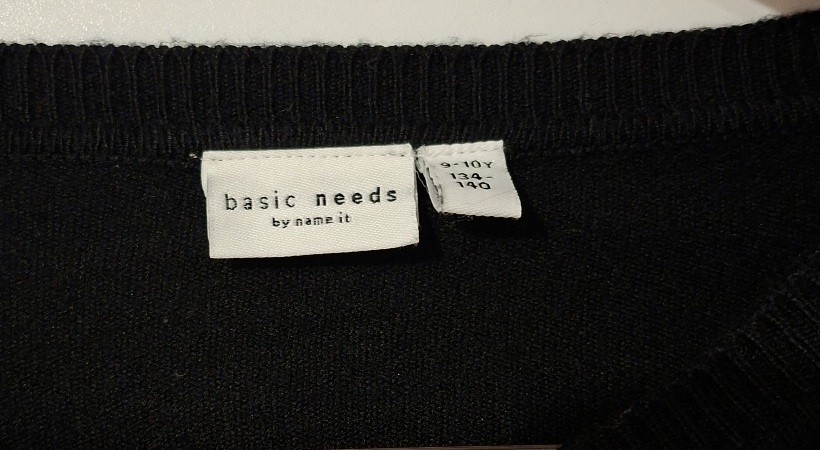 basic needs
by name it
9-10Y
134-
140